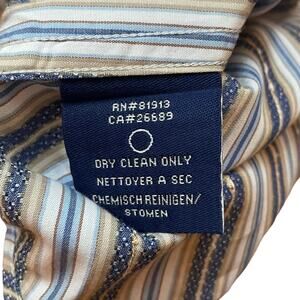 RN#81913
CA#26689
DRY CLEAN ONLY
NETTOYER A SEC
CHEMISCH REINIGEN/
STOMEN